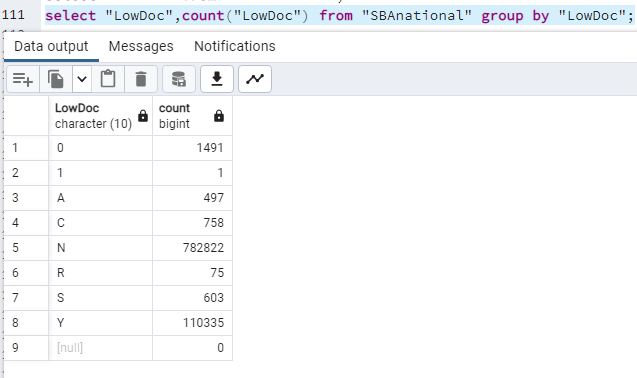 111 select "LowDoc",count("LowDoc") from "SBAnational" group by "LowDoc";
Data output Messages Notifications
LowDoc count
character (10) bigint
1 0 1491
2 1 1
3 A 497
4 C 758
5 N 782822
6 R 75
7 S 603
8 Y 110335
9 [null] 0